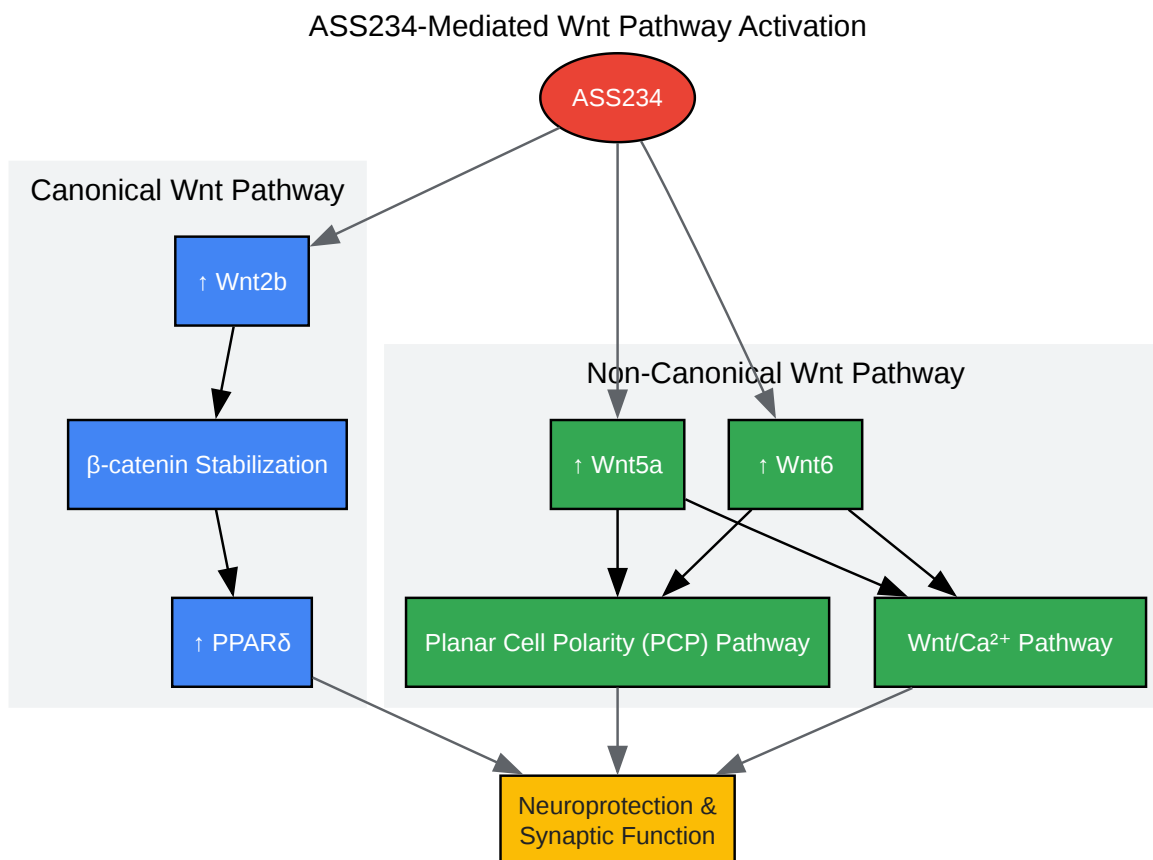 ASS234-Mediated Wnt Pathway Activation
ASS234
Canonical Wnt Pathway
↑ Wnt2b
β-catenin Stabilization
↑ PPARδ
Non-Canonical Wnt Pathway
↑ Wnt5a
↑ Wnt6
Planar Cell Polarity (PCP) Pathway
Wnt/Ca²⁺ Pathway
Neuroprotection &
Synaptic Function